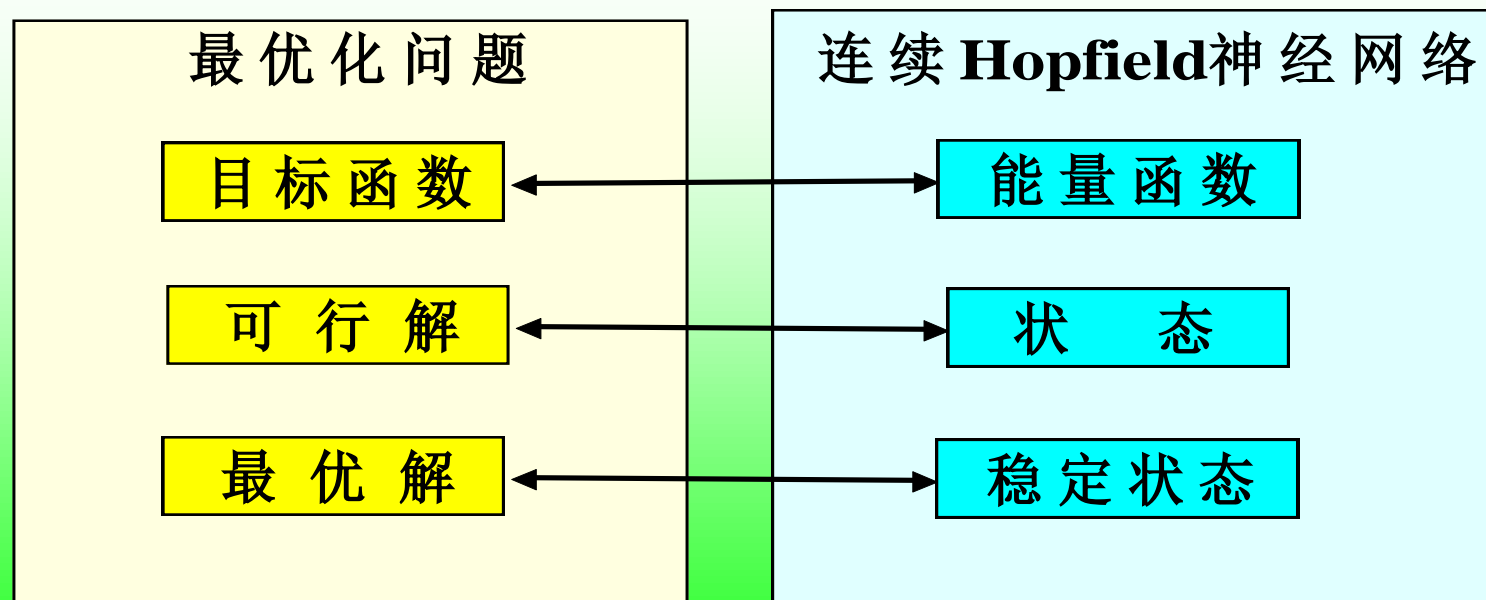 最优化问题
目标函数
可行解
最优解
连续Hopfield神经网络
能量函数
状态
稳定状态